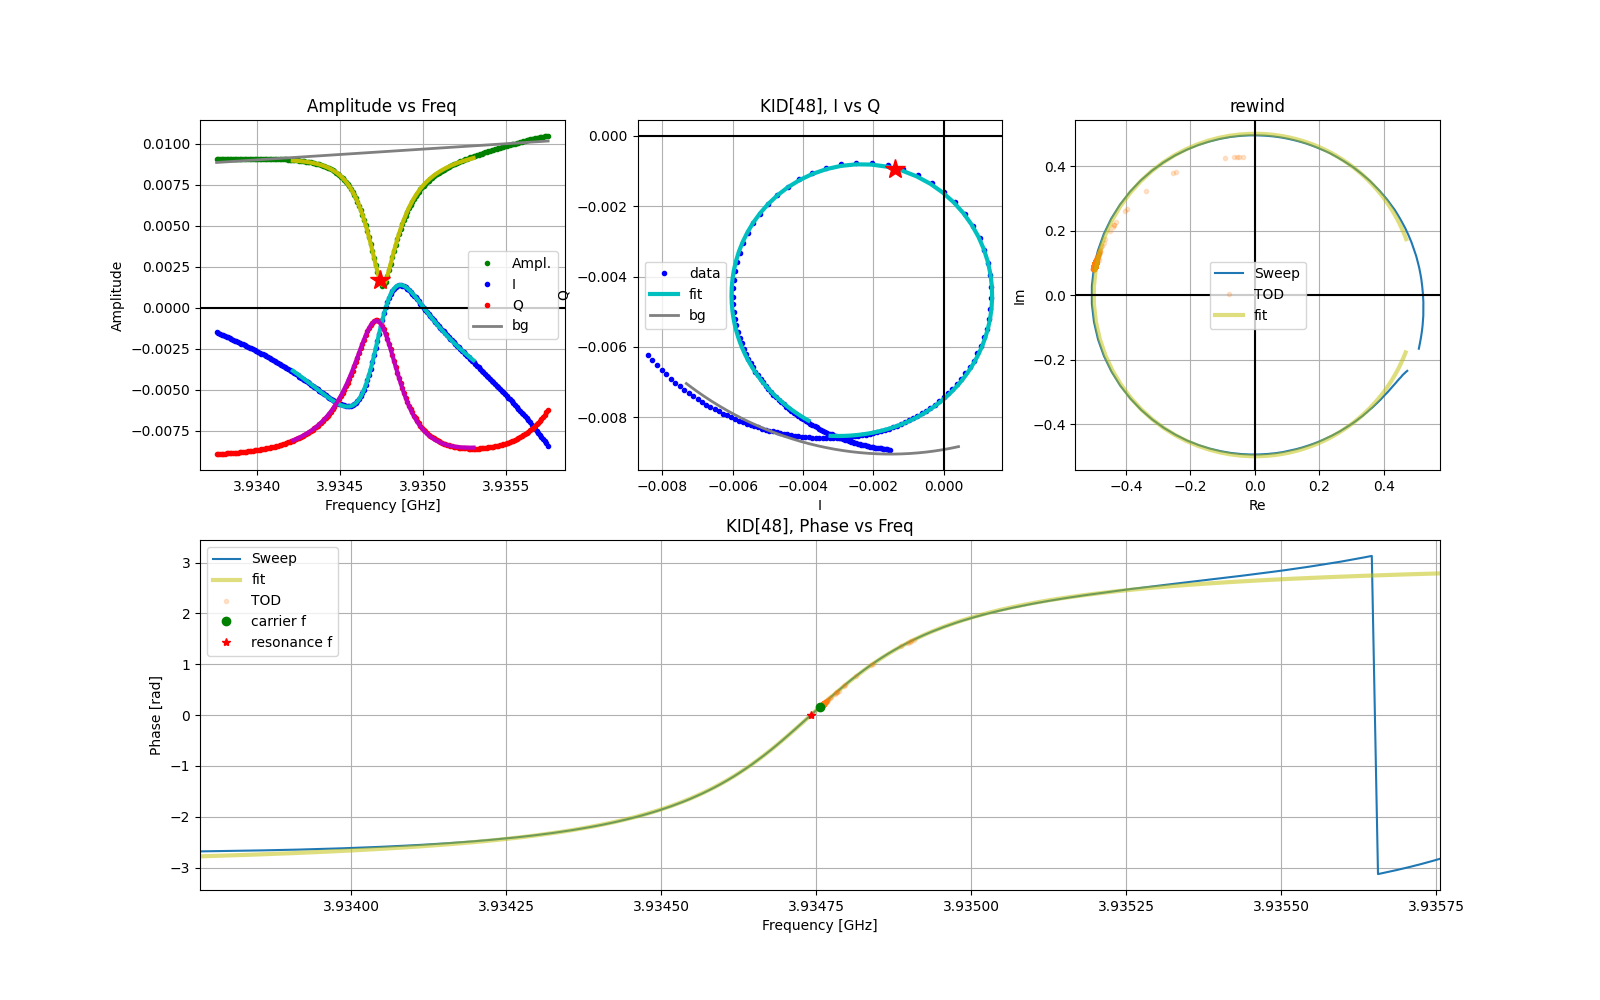 Amplitude vs Freq
0.0100
0.0075
0.0050
0.0025
0.0000
−0.0025
−0.0050
−0.0075
Amplitude
Ampl.
I
Q
bg
3.9340
3.9345
3.9350
3.9355
Frequency [GHz]
KID[48], I vs Q
0.000
−0.002
−0.004
−0.006
−0.008
Q
data
fit
bg
−0.008
−0.006
−0.004
−0.002
0.000
I
rewind
0.4
0.2
0.0
−0.2
−0.4
Im
Sweep
TOD
fit
−0.4
−0.2
0.0
0.2
0.4
Re
KID[48], Phase vs Freq
3
2
1
0
−1
−2
−3
Phase [rad]
Sweep
fit
TOD
carrier f
resonance f
3.93400
3.93425
3.93450
3.93475
3.93500
3.93525
3.93550
3.93575
Frequency [GHz]